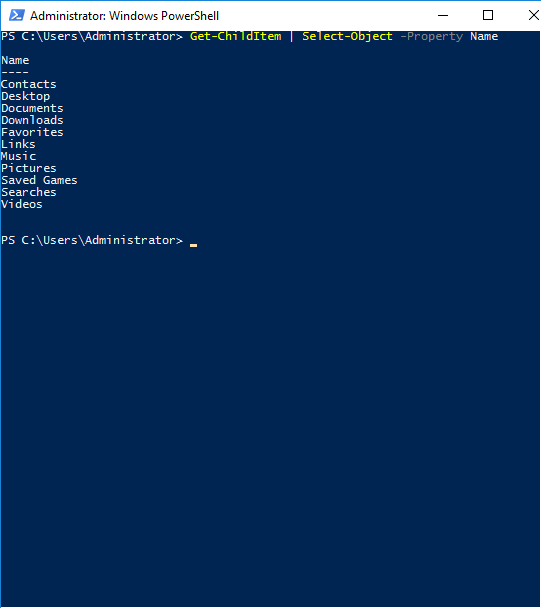 Administrator: Windows PowerShell
PS C:\Users\Administrator> Get-ChildItem | Select-Object -Property Name
Name
----
Contacts
Desktop
Documents
Downloads
Favorites
Links
Music
Pictures
Saved Games
Searches
Videos
PS C:\Users\Administrator>